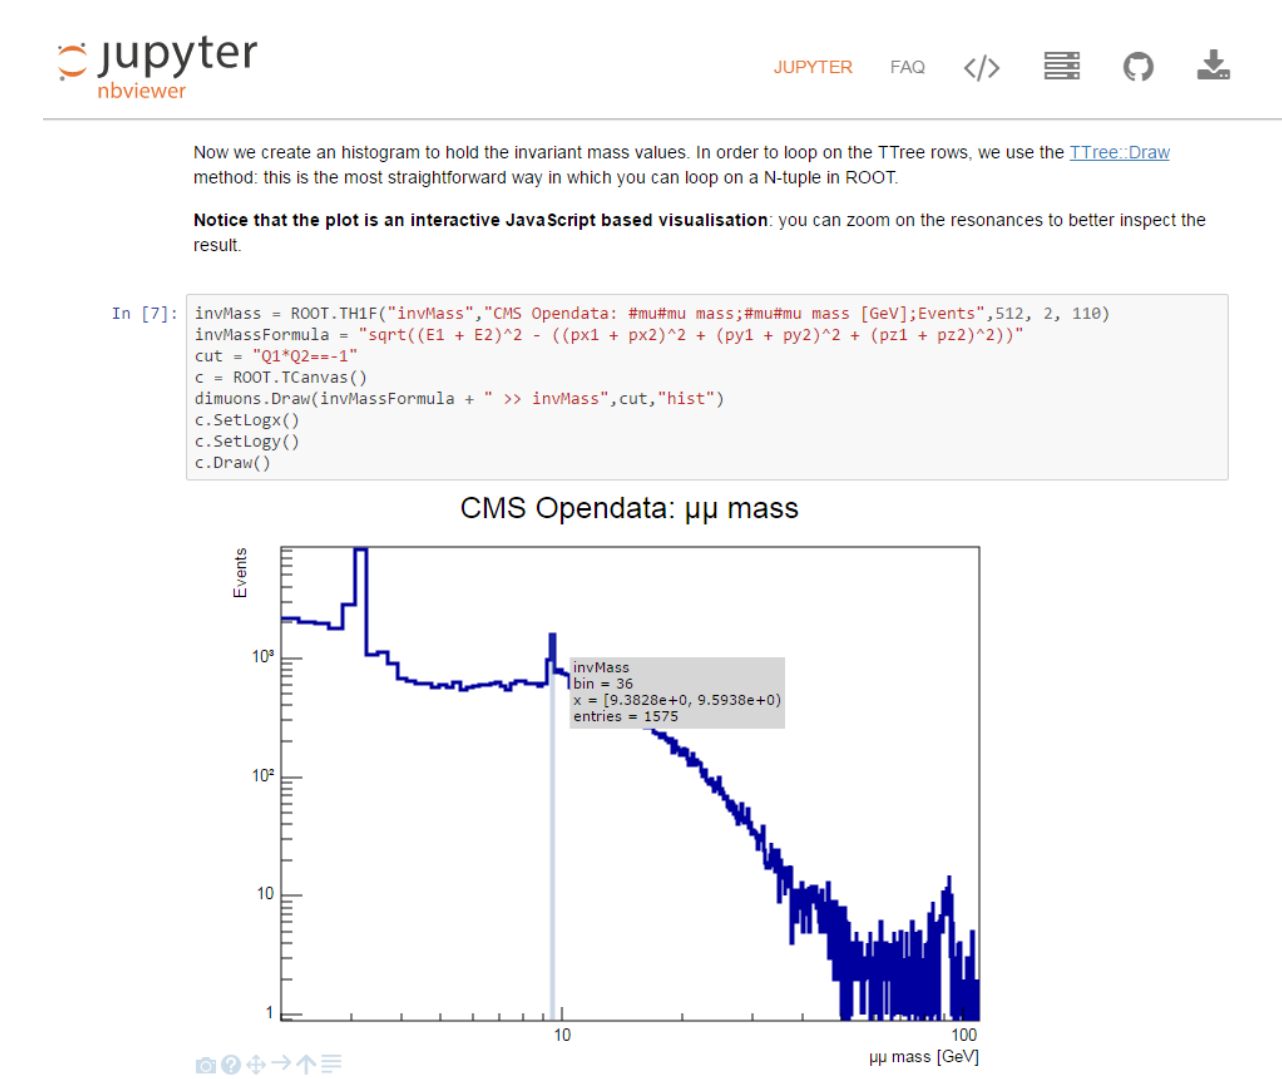 jupyter
nbviewer
JUPYTER FAQ </>
Now we create an histogram to hold the invariant mass values. In order to loop on the TTree rows, we use the TTree::Draw
method: this is the most straightforward way in which you can loop on a N-tuple in ROOT.
Notice that the plot is an interactive JavaScript based visualisation: you can zoom on the resonances to better inspect the
result.
In [7]: invMass = ROOT.TH1F("invMass","CMS Opendata: #mu#mu mass;#mu#mu mass [GeV];Events",512, 2, 110)
invMassFormula = "sqrt((E1 + E2)^2 - ((px1 + px2)^2 + (py1 + py2)^2 + (pz1 + pz2)^2))"
cut = "Q1*Q2==-1"
c = ROOT.TCanvas()
dimuons.Draw(invMassFormula + " >> invMass",cut,"hist")
c.SetLogx()
c.SetLogy()
c.Draw()
CMS Opendata: μμ mass
Events
10³
invMass
bin = 36
x = [9.3828e+0, 9.5938e+0)
entries = 1575
10²
10
1
10 100
μμ mass [GeV]